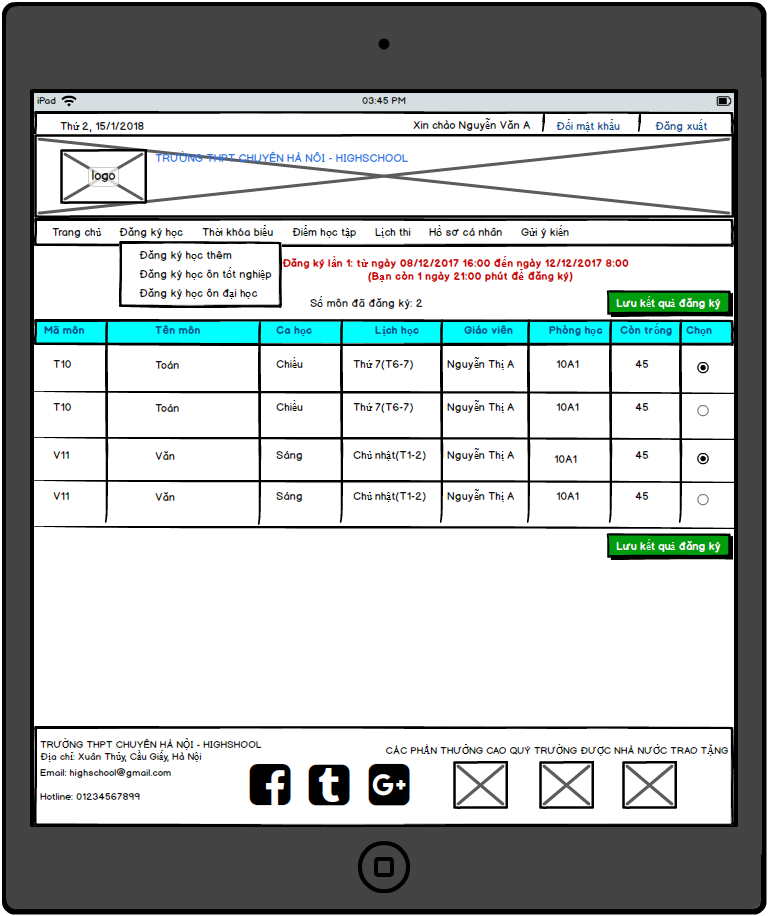 iPad 03:45 PM
Thứ 2, 15/1/2018 Xin chào Nguyễn Văn A Đổi mật khẩu Đăng xuất
TRƯỜNG THPT CHUYÊN HÀ NỘI - HIGHSCHOOL
logo
Trang chủ Đăng ký học Thời khóa biểu Điểm học tập Lịch thi Hồ sơ cá nhân Gửi ý kiến
Đăng ký học thêm
Đăng ký học ôn tốt nghiệp
Đăng ký học ôn đại học
Đăng ký lần 1: từ ngày 08/12/2017 16:00 đến ngày 12/12/2017 8:00
(Bạn còn 1 ngày 21:00 phút để đăng ký)
Số môn đã đăng ký: 2
Lưu kết quả đăng ký
Mã môn Tên môn Ca học Lịch học Giáo viên Phòng học Còn trống Chọn
T10 Toán Chiều Thứ 7(T6-7) Nguyễn Thị A 10A1 45
T10 Toán Chiều Thứ 7(T6-7) Nguyễn Thị A 10A1 45
V11 Văn Sáng Chủ nhật(T1-2) Nguyễn Thị A 10A1 45
V11 Văn Sáng Chủ nhật(T1-2) Nguyễn Thị A 10A1 45
Lưu kết quả đăng ký
TRƯỜNG THPT CHUYÊN HÀ NỘI - HIGHSHOOL
Địa chỉ: Xuân Thủy, Cầu Giấy, Hà Nội
Email: highschool@gmail.com
Hotline: 01234567899
CÁC PHẦN THƯỞNG CAO QUÝ TRƯỜNG ĐƯỢC NHÀ NƯỚC TRAO TẶNG